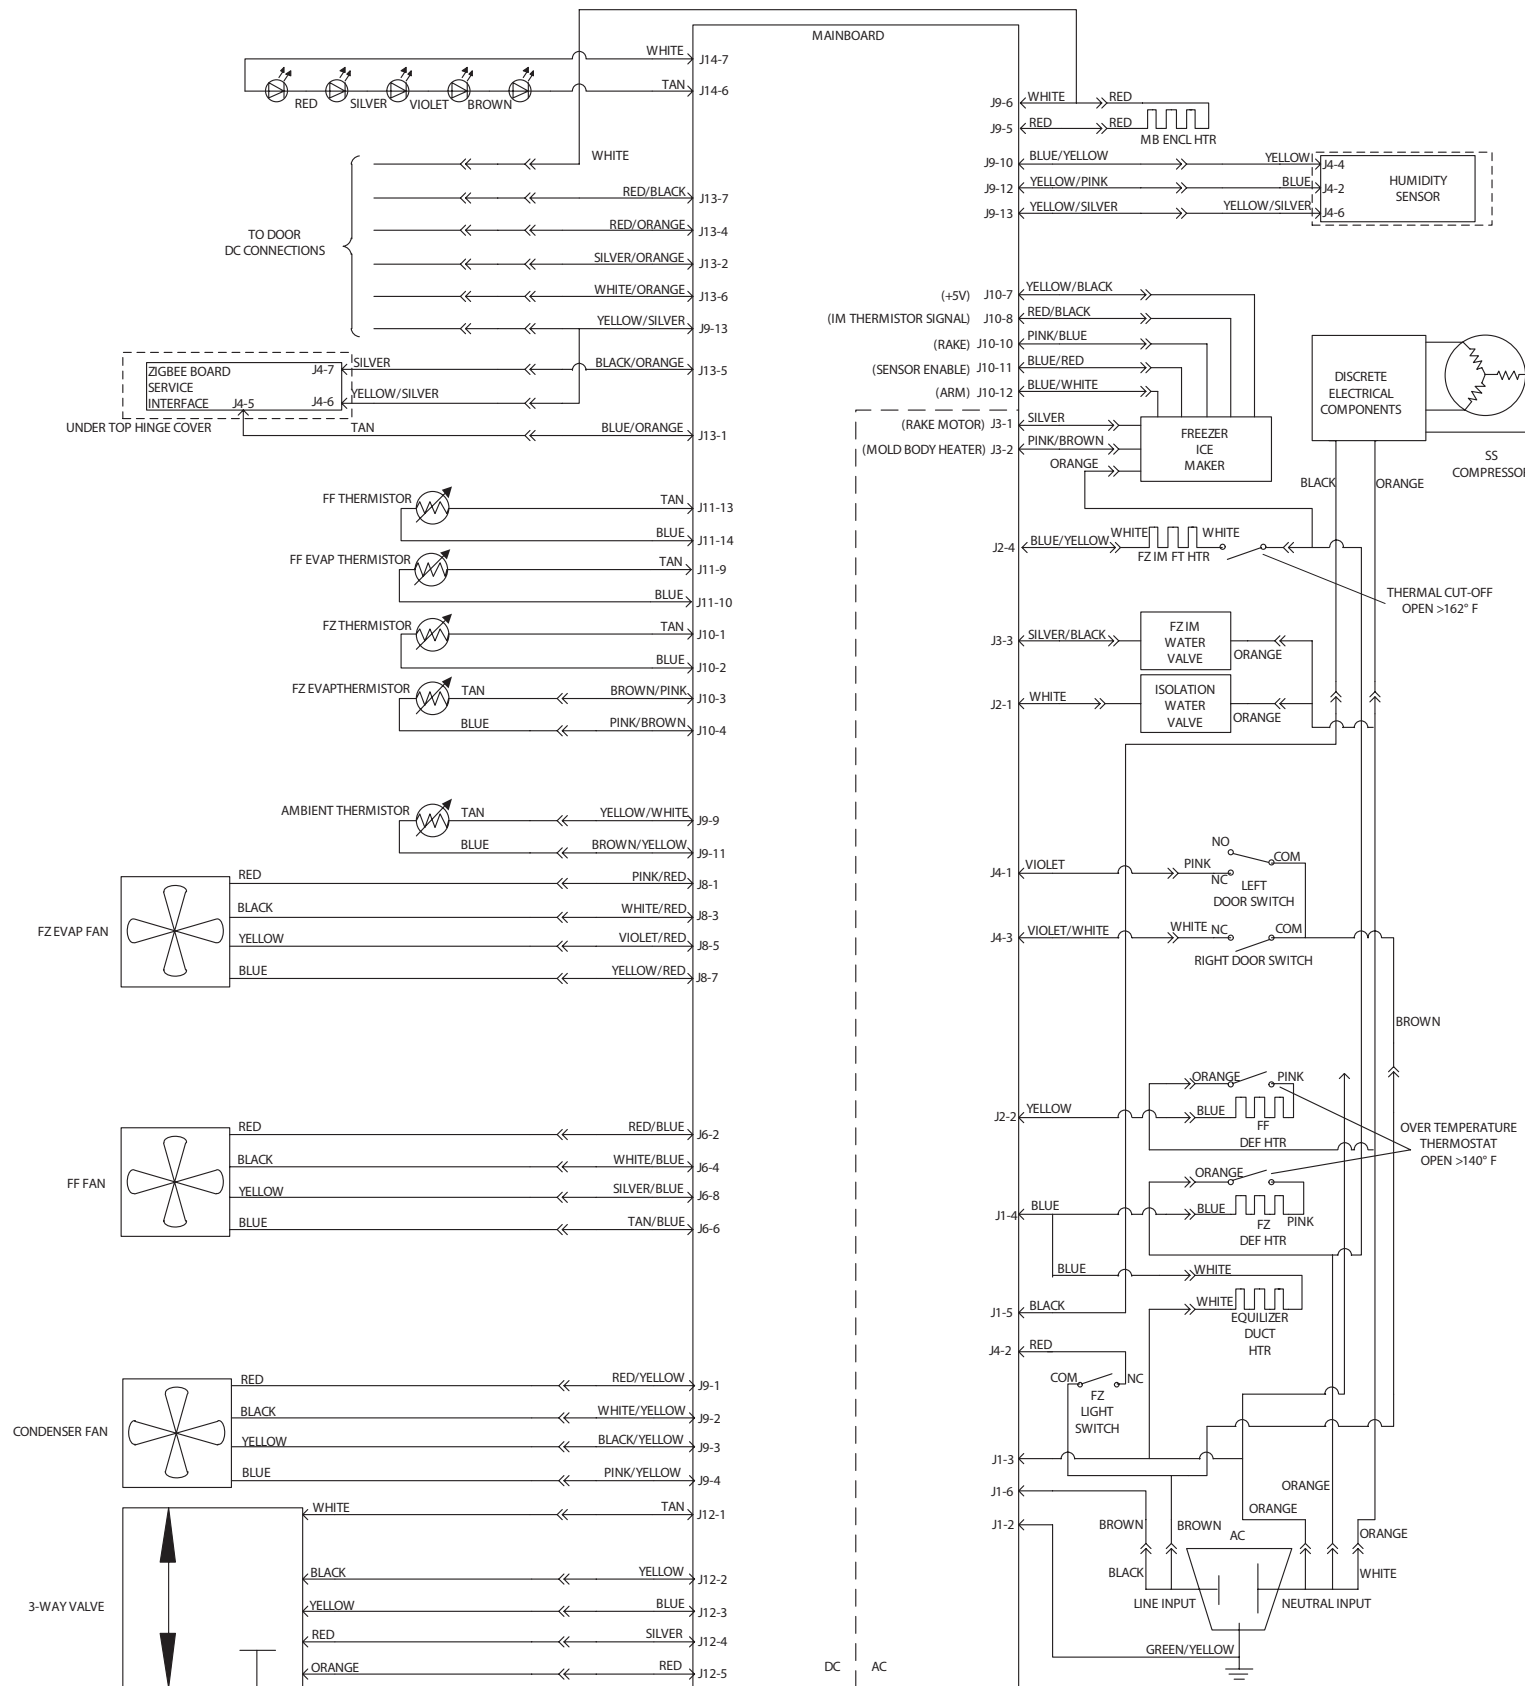 MAINBOARD
WHITE J14-7
TAN J14-6
RED SILVER VIOLET BROWN
WHITE
RED/BLACK J13-7
RED/ORANGE J13-4
TO DOOR
DC CONNECTIONS
SILVER/ORANGE J13-2
WHITE/ORANGE J13-6
YELLOW/SILVER J9-13
ZIGBEE BOARD
SERVICE
INTERFACE
J4-7 SILVER BLACK/ORANGE J13-5
J4-6 YELLOW/SILVER
J4-5
UNDER TOP HINGE COVER
TAN BLUE/ORANGE J13-1
FF THERMISTOR TAN J11-13
BLUE J11-14
FF EVAP THERMISTOR TAN J11-9
BLUE J11-10
FZ THERMISTOR TAN J10-1
BLUE J10-2
FZ EVAPTHERMISTOR TAN BROWN/PINK J10-3
BLUE PINK/BROWN J10-4
AMBIENT THERMISTOR TAN YELLOW/WHITE J9-9
BLUE BROWN/YELLOW J9-11
FZ EVAP FAN
RED PINK/RED J8-1
BLACK WHITE/RED J8-3
YELLOW VIOLET/RED J8-5
BLUE YELLOW/RED J8-7
FF FAN
RED RED/BLUE J6-2
BLACK WHITE/BLUE J6-4
YELLOW SILVER/BLUE J6-8
BLUE TAN/BLUE J6-6
CONDENSER FAN
RED RED/YELLOW J9-1
BLACK WHITE/YELLOW J9-2
YELLOW BLACK/YELLOW J9-3
BLUE PINK/YELLOW J9-4
3-WAY VALVE
WHITE TAN J12-1
BLACK YELLOW J12-2
YELLOW BLUE J12-3
RED SILVER J12-4
ORANGE RED J12-5
DC AC
J9-6 WHITE RED
J9-5 RED RED
MB ENCL HTR
J9-10 BLUE/YELLOW YELLOW J4-4
J9-12 YELLOW/PINK BLUE J4-2
J9-13 YELLOW/SILVER YELLOW/SILVER J4-6
HUMIDITY
SENSOR
(+5V) J10-7 YELLOW/BLACK
(IM THERMISTOR SIGNAL) J10-8 RED/BLACK
(RAKE) J10-10 PINK/BLUE
(SENSOR ENABLE) J10-11 BLUE/RED
(ARM) J10-12 BLUE/WHITE
(RAKE MOTOR) J3-1 SILVER
(MOLD BODY HEATER) J3-2 PINK/BROWN
ORANGE
FREEZER
ICE
MAKER
DISCRETE
ELECTRICAL
COMPONENTS
SS
COMPRESSOR
BLACK ORANGE
J2-4 BLUE/YELLOW WHITE WHITE
FZ IM FT HTR
THERMAL CUT-OFF
OPEN >162° F
J3-3 SILVER/BLACK
FZ IM
WATER
VALVE
ORANGE
J2-1 WHITE
ISOLATION
WATER
VALVE
ORANGE
J4-1 VIOLET PINK
NO
NC
COM
LEFT
DOOR SWITCH
J4-3 VIOLET/WHITE WHITE NC COM
RIGHT DOOR SWITCH
BROWN
ORANGE PINK
J2-2 YELLOW BLUE
FF
DEF HTR
OVER TEMPERATURE
THERMOSTAT
OPEN >140° F
ORANGE
J1-4 BLUE BLUE PINK
FZ
DEF HTR
BLUE WHITE
WHITE
EQUILIZER
DUCT
HTR
J1-5 BLACK
J4-2 RED
COM NC
FZ
LIGHT
SWITCH
J1-3
J1-6
J1-2
BROWN BROWN AC ORANGE ORANGE ORANGE
BLACK WHITE
LINE INPUT NEUTRAL INPUT
GREEN/YELLOW